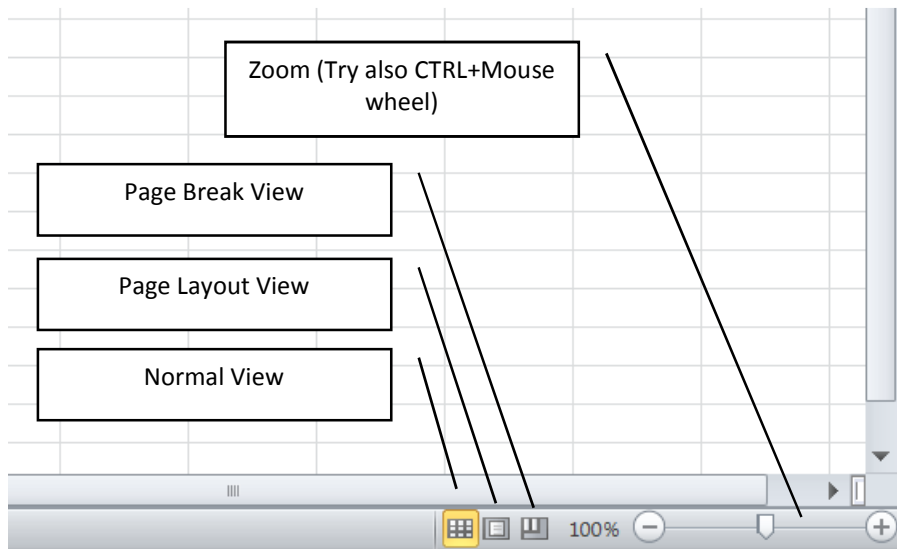 Zoom (Try also CTRL+Mouse
wheel)
Page Break View
Page Layout View
Normal View
100%